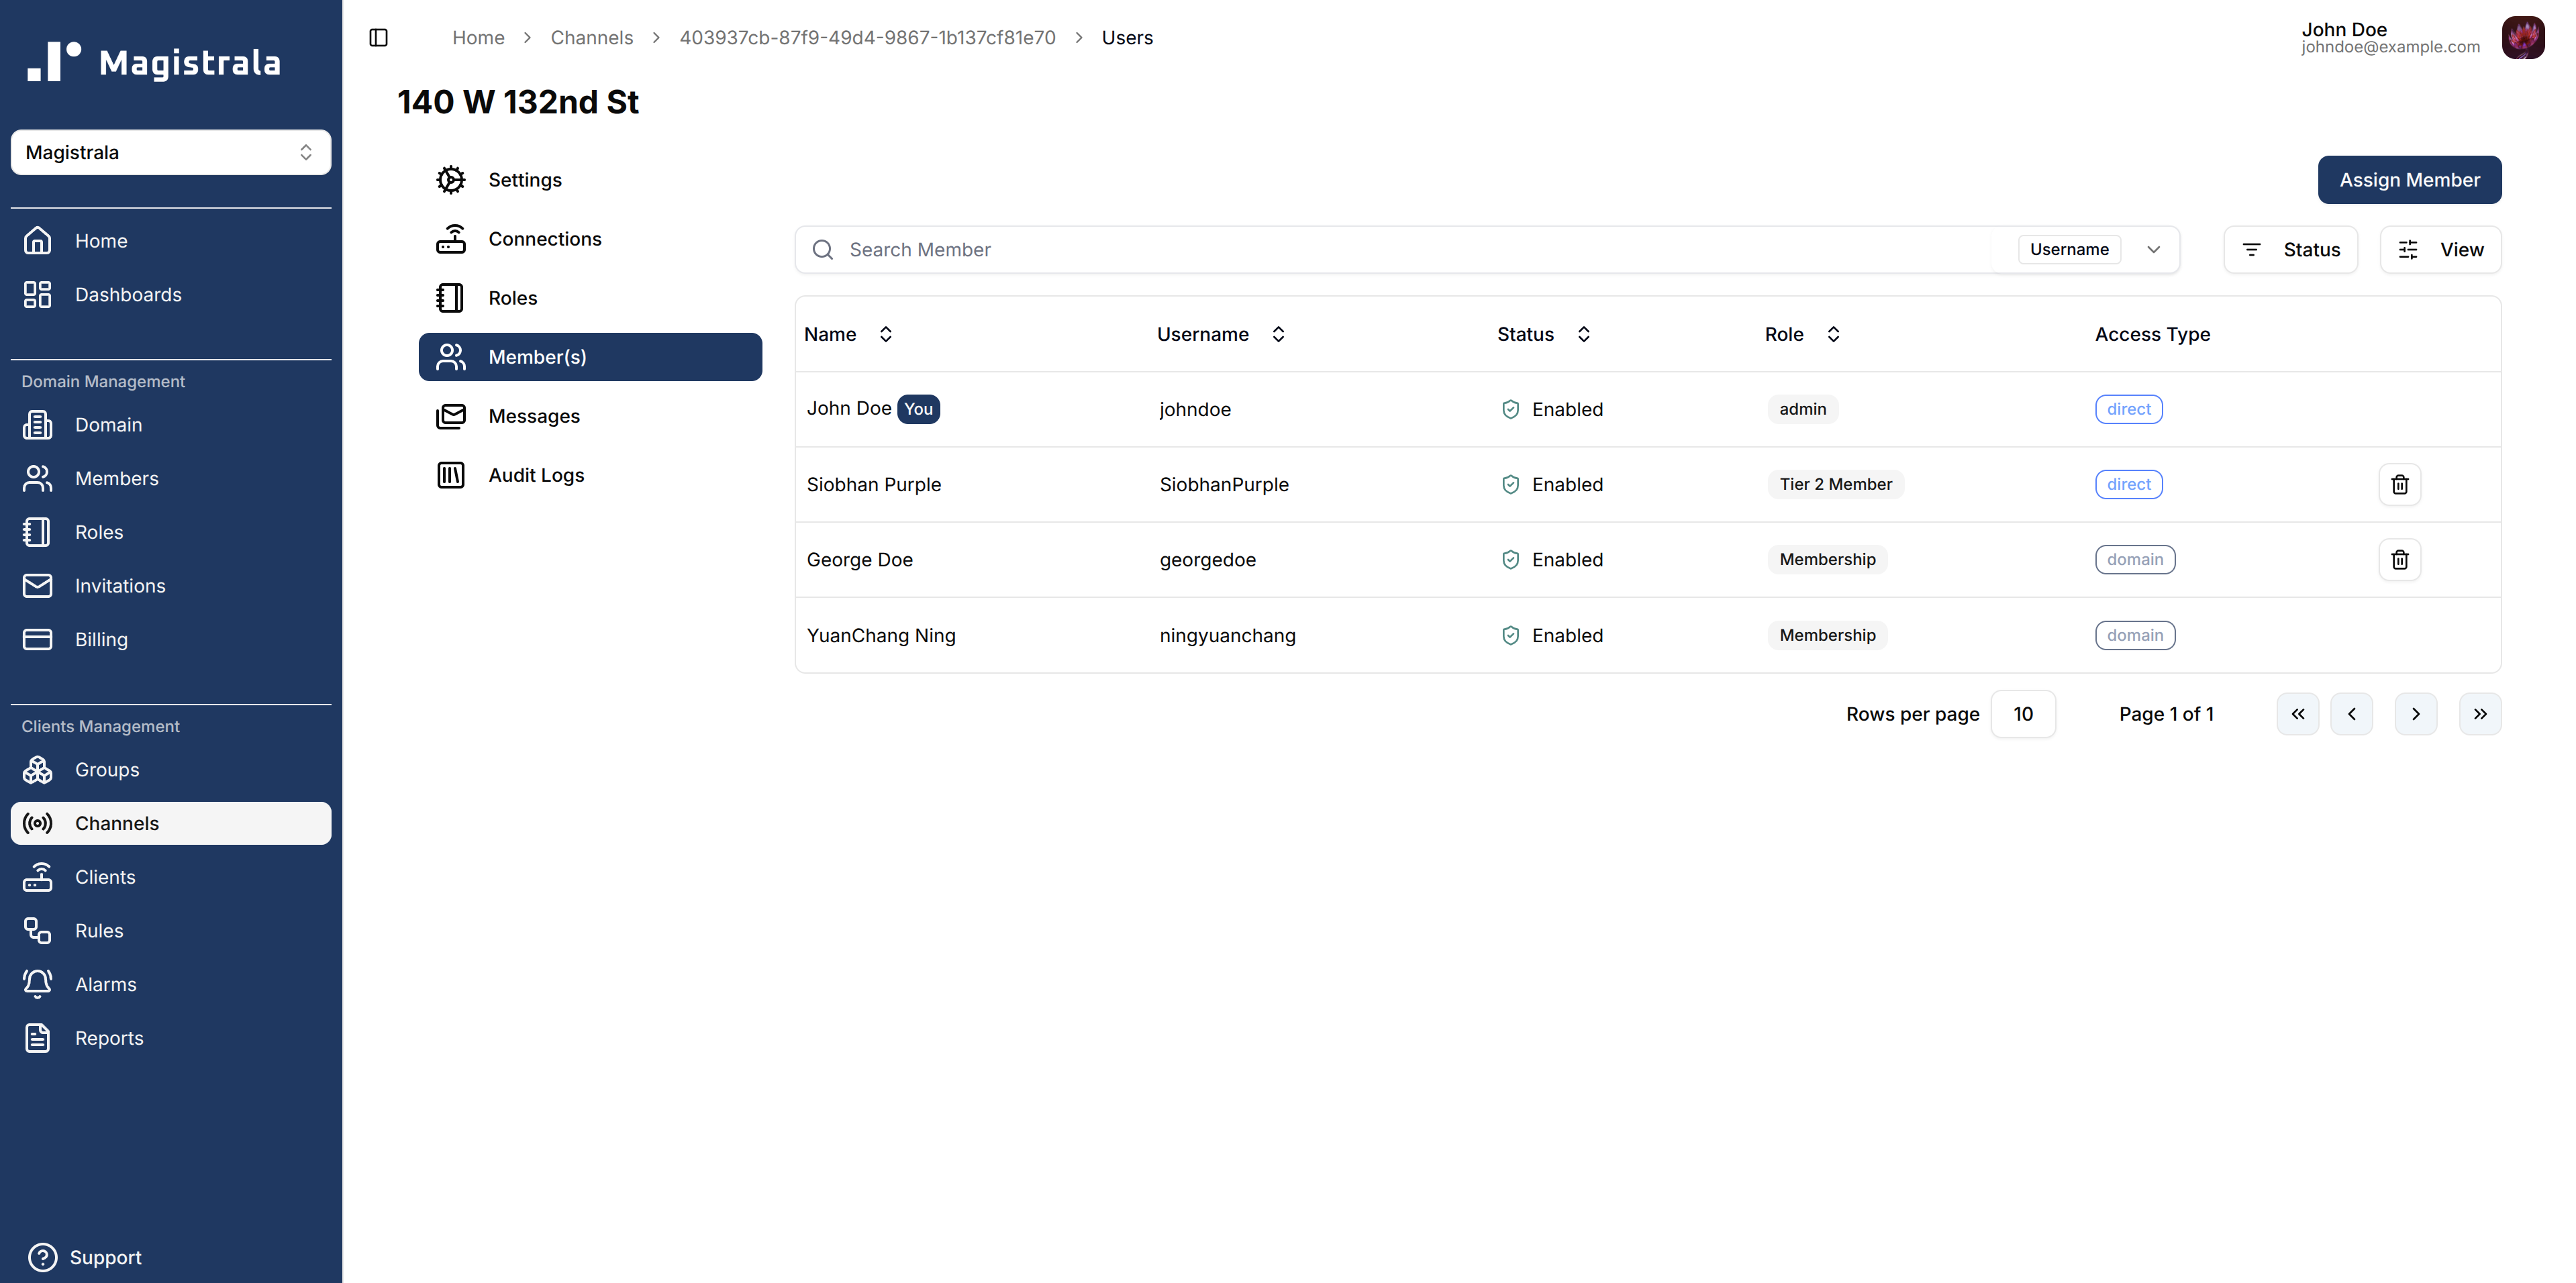 Magistrala
Magistrala
Home
Dashboards
Domain Management
Domain
Members
Roles
Invitations
Billing
Clients Management
Groups
Channels
Clients
Rules
Alarms
Reports
Support
Home > Channels > 403937cb-87f9-49d4-9867-1b137cf81e70 > Users
John Doe
johndoe@example.com
140 W 132nd St
Settings
Connections
Roles
Member(s)
Messages
Audit Logs
Assign Member
Search Member Username Status View
Name Username Status Role Access Type
John Doe You johndoe Enabled admin direct
Siobhan Purple SiobhanPurple Enabled Tier 2 Member direct
George Doe georgedoe Enabled Membership domain
YuanChang Ning ningyuanchang Enabled Membership domain
Rows per page 10 Page 1 of 1